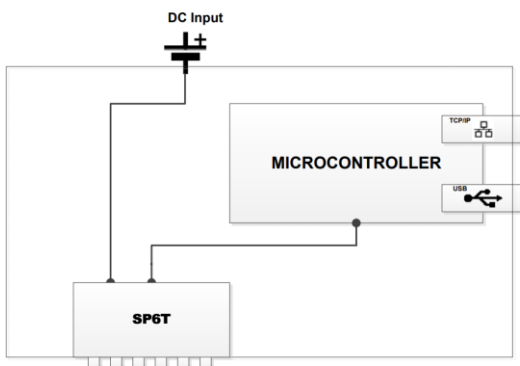 DC Input
+
TCP/IP
MICROCONTROLLER
USB
SP6T